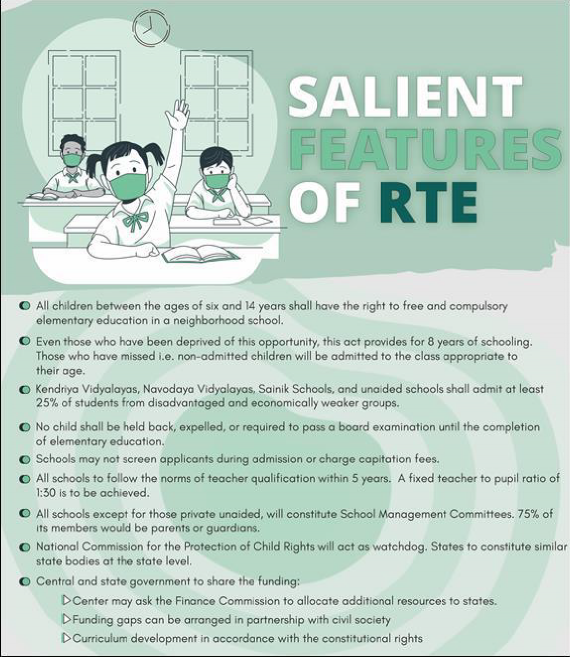 SALIENT
FEATURES
OF RTE
All children between the ages of six and 14 years shall have the right to free and compulsory
elementary education in a neighborhood school.
Even those who have been deprived of this opportunity, this act provides for 8 years of schooling.
Those who have missed i.e. non-admitted children will be admitted to the class appropriate to
their age.
Kendriya Vidyalayas, Navodaya Vidyalayas, Sainik Schools, and unaided schools shall admit at least
25% of students from disadvantaged and economically weaker groups.
No child shall be held back, expelled, or required to pass a board examination until the completion
of elementary education.
Schools may not screen applicants during admission or charge capitation fees.
All schools to follow the norms of teacher qualification within 5 years. A fixed teacher to pupil ratio of
1:30 is to be achieved.
All schools except for those private unaided, will constitute School Management Committees. 75% of
its members would be parents or guardians.
National Commission for the Protection of Child Rights will act as watchdog. States to constitute similar
state bodies at the state level.
Central and state government to share the funding:
Center may ask the Finance Commission to allocate additional resources to states.
Funding gaps can be arranged in partnership with civil society
Curriculum development in accordance with the constitutional rights